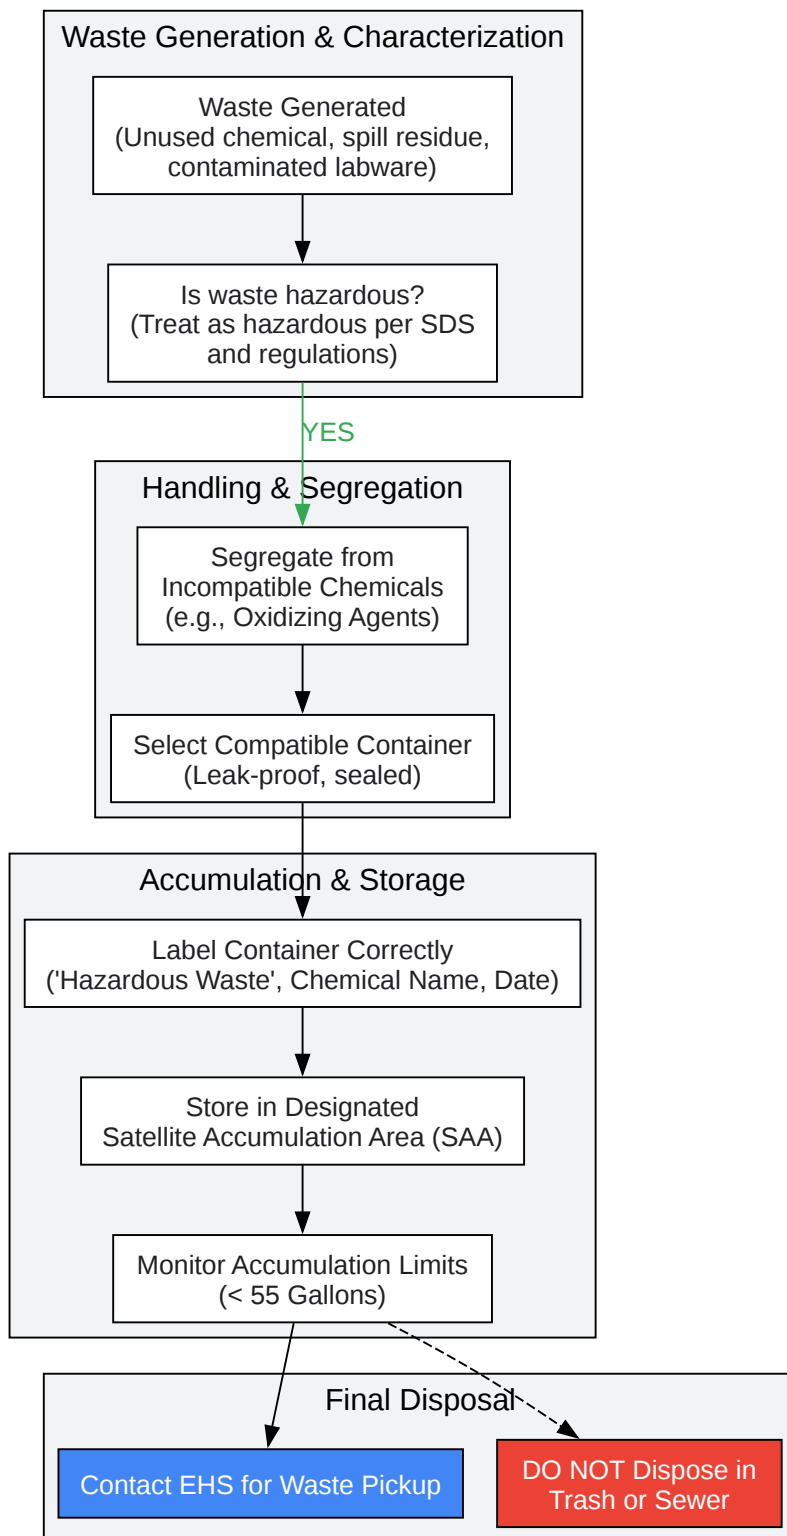 Waste Generation & Characterization
Waste Generated
(Unused chemical, spill residue,
contaminated labware)
Is waste hazardous?
(Treat as hazardous per SDS
and regulations)
YES
Handling & Segregation
Segregate from
Incompatible Chemicals
(e.g., Oxidizing Agents)
Select Compatible Container
(Leak-proof, sealed)
Accumulation & Storage
Label Container Correctly
('Hazardous Waste', Chemical Name, Date)
Store in Designated
Satellite Accumulation Area (SAA)
Monitor Accumulation Limits
(< 55 Gallons)
Final Disposal
Contact EHS for Waste Pickup
DO NOT Dispose in
Trash or Sewer